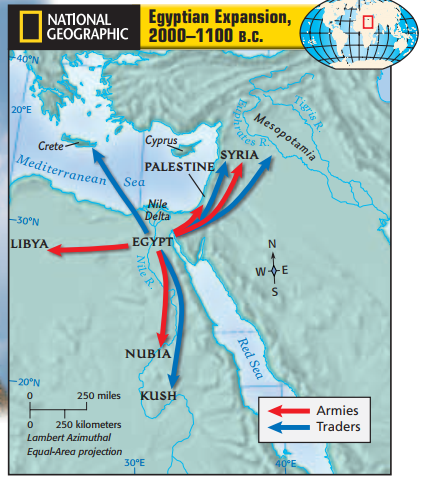 NATIONAL
GEOGRAPHIC
Egyptian Expansion,
2000–1100 B.C.
40°N
20°E
Crete
Cyprus
Mediterranean Sea
PALESTINE
SYRIA
Euphrates R.
Tigris R.
Mesopotamia
Nile
Delta
30°N
LIBYA
EGYPT
N
W E
S
Nile R.
Red Sea
NUBIA
KUSH
20°N
0 250 miles
0 250 kilometers
Lambert Azimuthal
Equal-Area projection
Armies
Traders
30°E
40°E